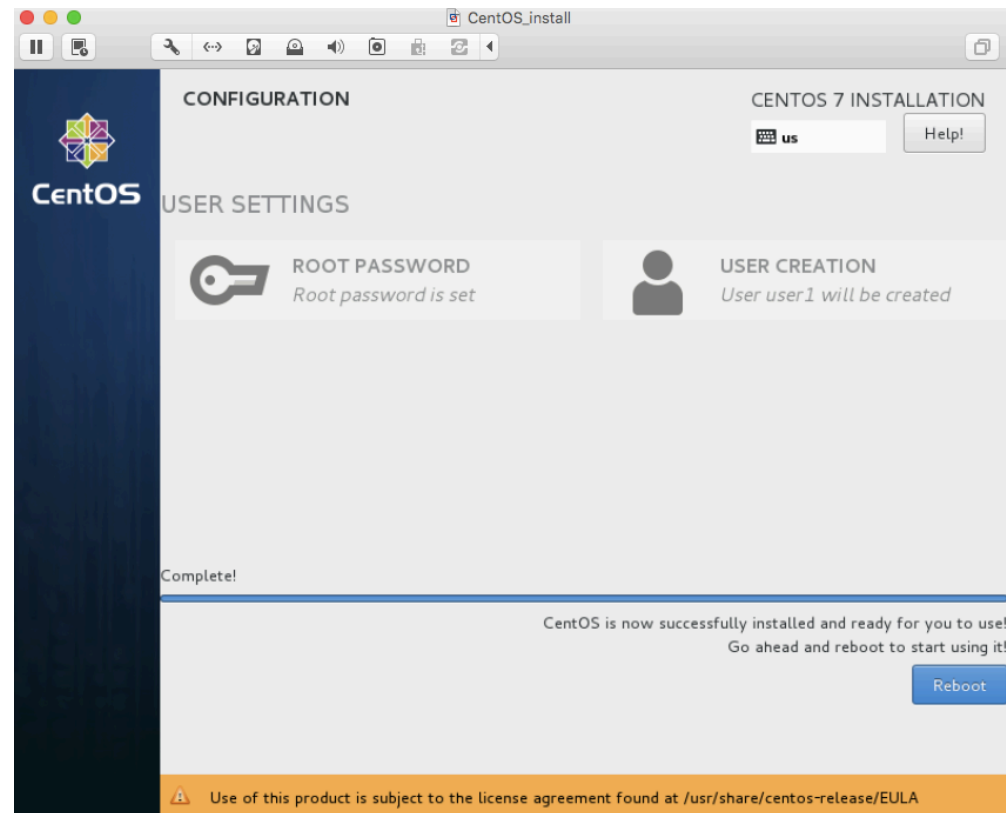 CentOS_install
CONFIGURATION
CENTOS 7 INSTALLATION
us
Help!
CentOS
USER SETTINGS
ROOT PASSWORD
Root password is set
USER CREATION
User user1 will be created
Complete!
CentOS is now successfully installed and ready for you to use!
Go ahead and reboot to start using it!
Reboot
Use of this product is subject to the license agreement found at /usr/share/centos-release/EULA